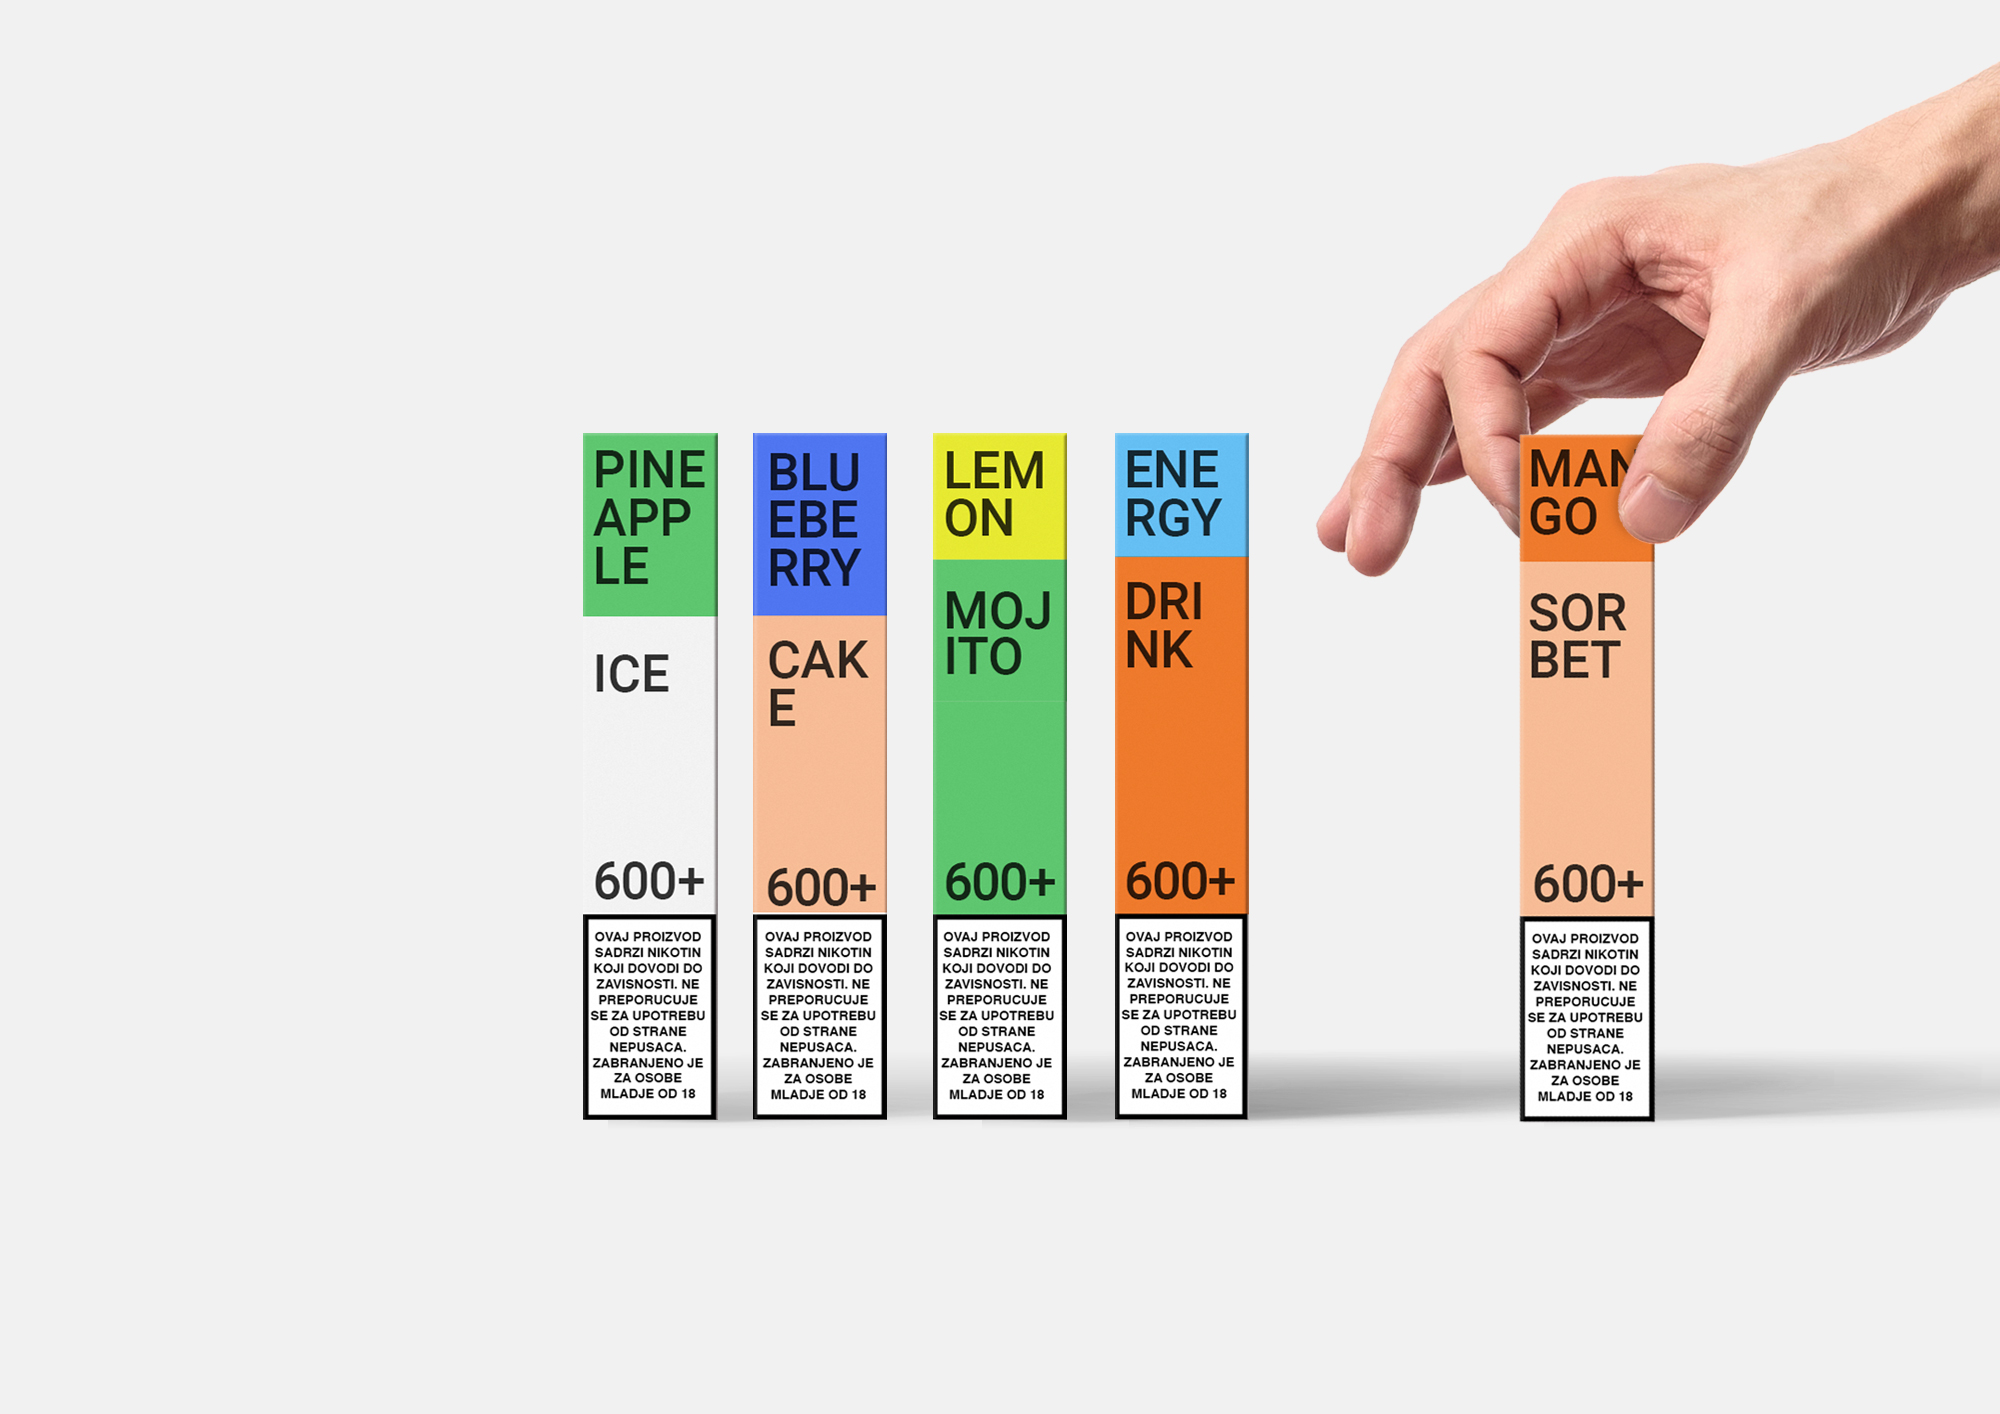 PINE
APP
LE
ICE
600+
OVAJ PROIZVOD
SADRZI NIKOTIN
KOJI DOVODI DO
ZAVISNOSTI. NE
PREPORUCUJE
SE ZA UPOTREBU
OD STRANE
NEPUSACA.
ZABRANJENO JE
ZA OSOBE
MLADJE OD 18
BLU
EBE
RRY
CAK
E
600+
OVAJ PROIZVOD
SADRZI NIKOTIN
KOJI DOVODI DO
ZAVISNOSTI. NE
PREPORUCUJE
SE ZA UPOTREBU
OD STRANE
NEPUSACA.
ZABRANJENO JE
ZA OSOBE
MLADJE OD 18
LEM
ON
MOJ
ITO
600+
OVAJ PROIZVOD
SADRZI NIKOTIN
KOJI DOVODI DO
ZAVISNOSTI. NE
PREPORUCUJE
SE ZA UPOTREBU
OD STRANE
NEPUSACA.
ZABRANJENO JE
ZA OSOBE
MLADJE OD 18
ENE
RGY
DRI
NK
600+
OVAJ PROIZVOD
SADRZI NIKOTIN
KOJI DOVODI DO
ZAVISNOSTI. NE
PREPORUCUJE
SE ZA UPOTREBU
OD STRANE
NEPUSACA.
ZABRANJENO JE
ZA OSOBE
MLADJE OD 18
MAN
GO
SOR
BET
600+
OVAJ PROIZVOD
SADRZI NIKOTIN
KOJI DOVODI DO
ZAVISNOSTI. NE
PREPORUCUJE
SE ZA UPOTREBU
OD STRANE
NEPUSACA.
ZABRANJENO JE
ZA OSOBE
MLADJE OD 18